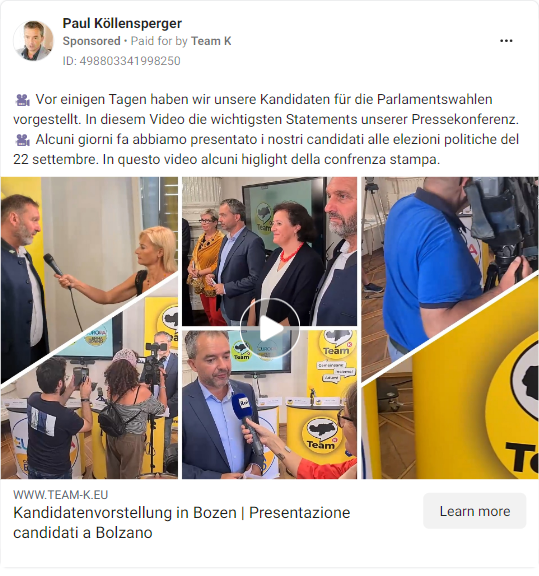 Paul Köllensperger
Sponsored • Paid for by Team K
ID: 498803341998250
Vor einigen Tagen haben wir unsere Kandidaten für die Parlamentswahlen
vorgestellt. In diesem Video die wichtigsten Statements unserer Pressekonferenz.
Alcuni giorni fa abbiamo presentato i nostri candidati alle elezioni politiche del
22 settembre. In questo video alcuni higlight della confrenza stampa.
Team
Team
Team
Team
Te
WWW.TEAM-K.EU
Kandidatenvorstellung in Bozen | Presentazione
candidati a Bolzano
Learn more